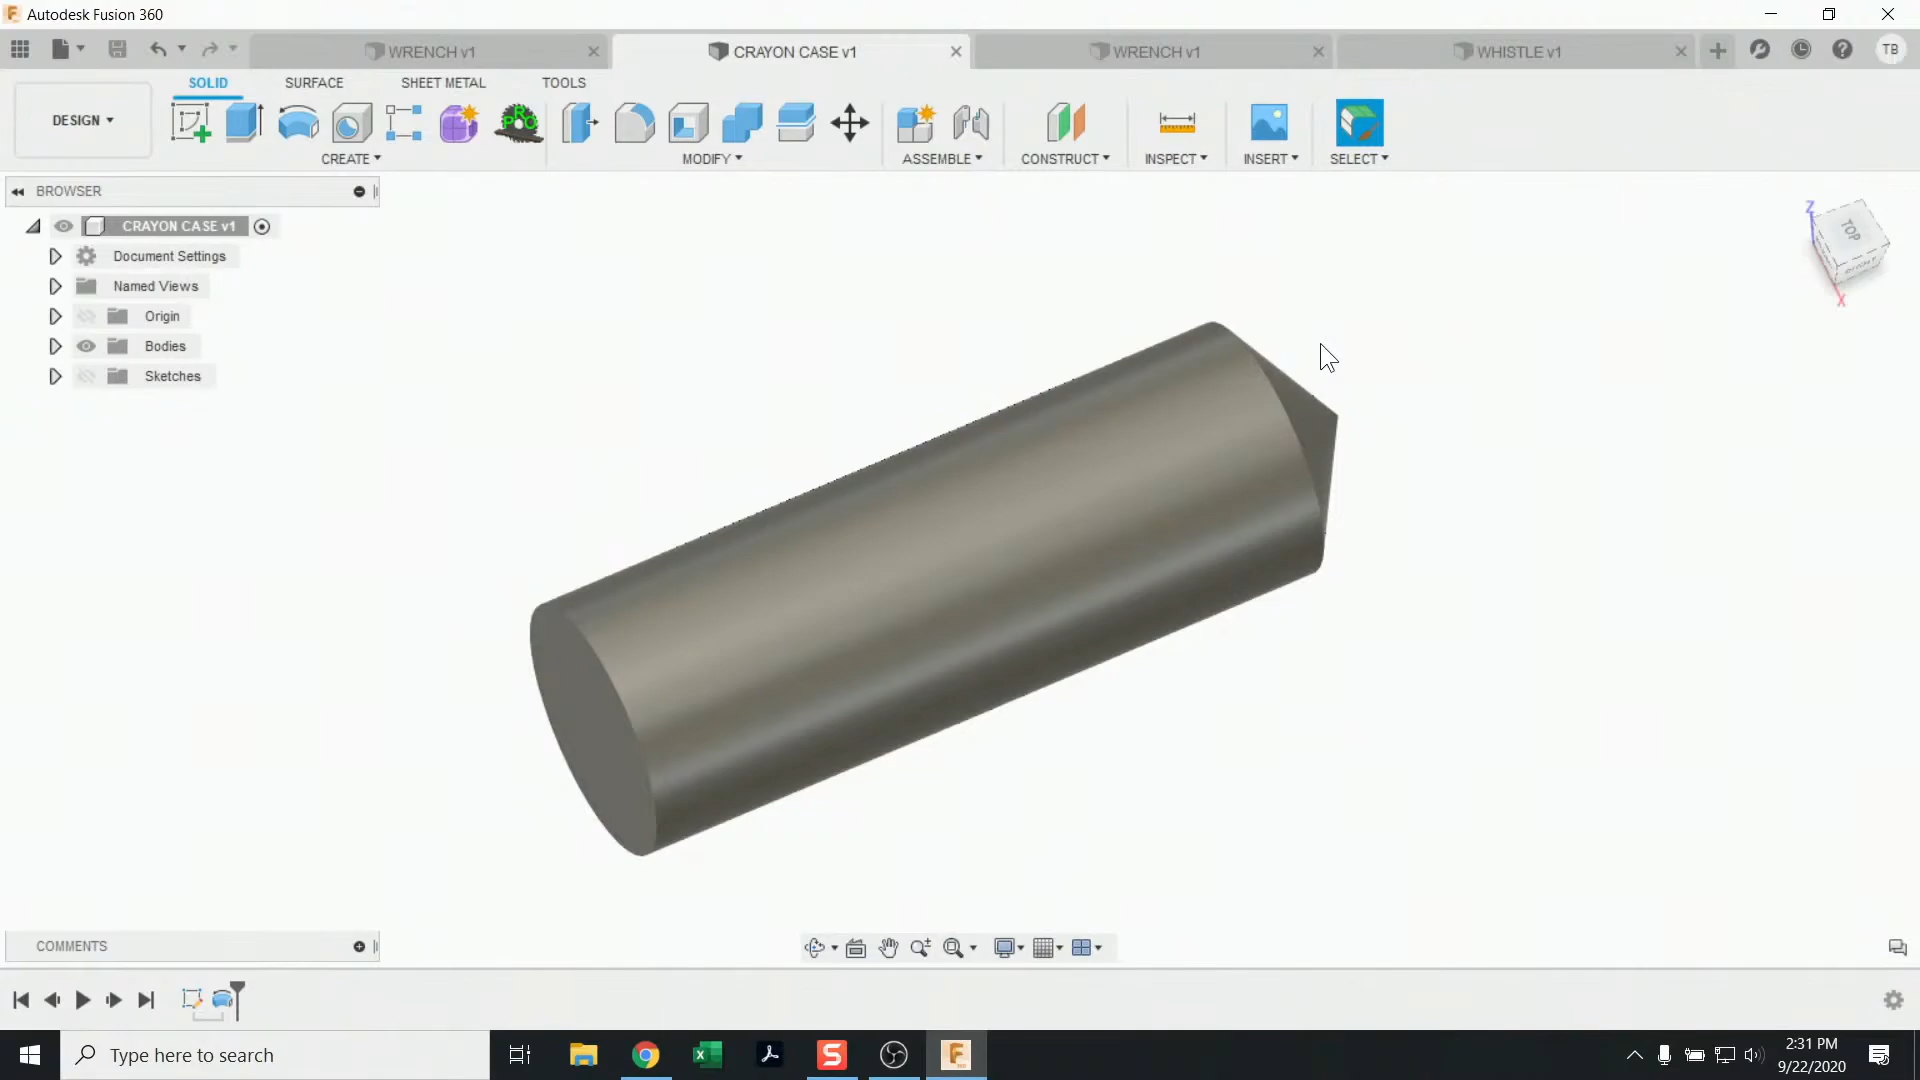 Autodesk Fusion 360
WRENCH v1
CRAYON CASE v1
WRENCH v1
WHISTLE v1
TB
SOLID
SURFACE
SHEET METAL
TOOLS
DESIGN
PRO
CREATE
MODIFY
ASSEMBLE
CONSTRUCT
INSPECT
INSERT
SELECT
BROWSER
CRAYON CASE v1
Document Settings
Named Views
Origin
Bodies
Sketches
Z
TOP
X
COMMENTS
Type here to search
2:31 PM
9/22/2020